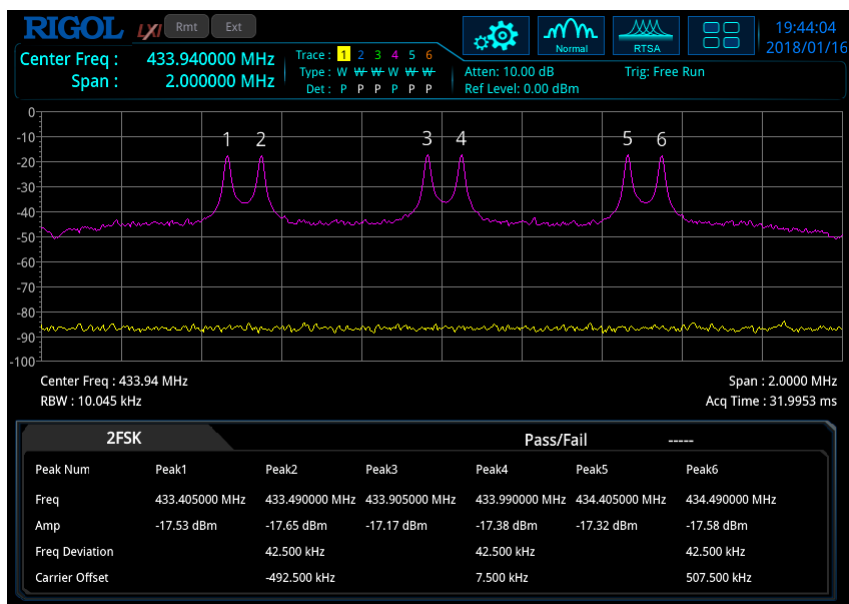 RIGOL LXI Rmt Ext 19:44:04
2018/01/16
Normal RTSA
Center Freq : 433.940000 MHz
Span : 2.000000 MHz
Trace : 1 2 3 4 5 6
Type : W W W W W W
Det : P P P P P P
Atten: 10.00 dB Trig: Free Run
Ref Level: 0.00 dBm
0
-10
-20
-30
-40
-50
-60
-70
-80
-90
-100
1 2 3 4 5 6
Center Freq : 433.94 MHz Span : 2.0000 MHz
RBW : 10.045 kHz Acq Time : 31.9953 ms
2FSK Pass/Fail -----
Peak Num Peak1 Peak2 Peak3 Peak4 Peak5 Peak6
Freq 433.405000 MHz 433.490000 MHz 433.905000 MHz 433.990000 MHz 434.405000 MHz 434.490000 MHz
Amp -17.53 dBm -17.65 dBm -17.17 dBm -17.38 dBm -17.32 dBm -17.58 dBm
Freq Deviation 42.500 kHz 42.500 kHz 42.500 kHz
Carrier Offset -492.500 kHz 7.500 kHz 507.500 kHz